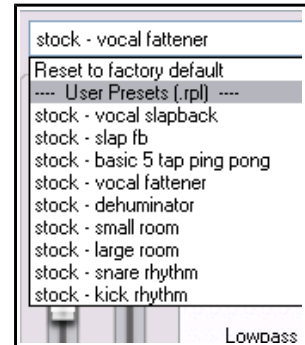 stock - vocal fattener
Reset to factory default
---- User Presets (.rpl) ----
stock - vocal slapback
stock - slap fb
stock - basic 5 tap ping pong
stock - vocal fattener
stock - dehuminator
stock - small room
stock - large room
stock - snare rhythm
stock - kick rhythm
Lowpass